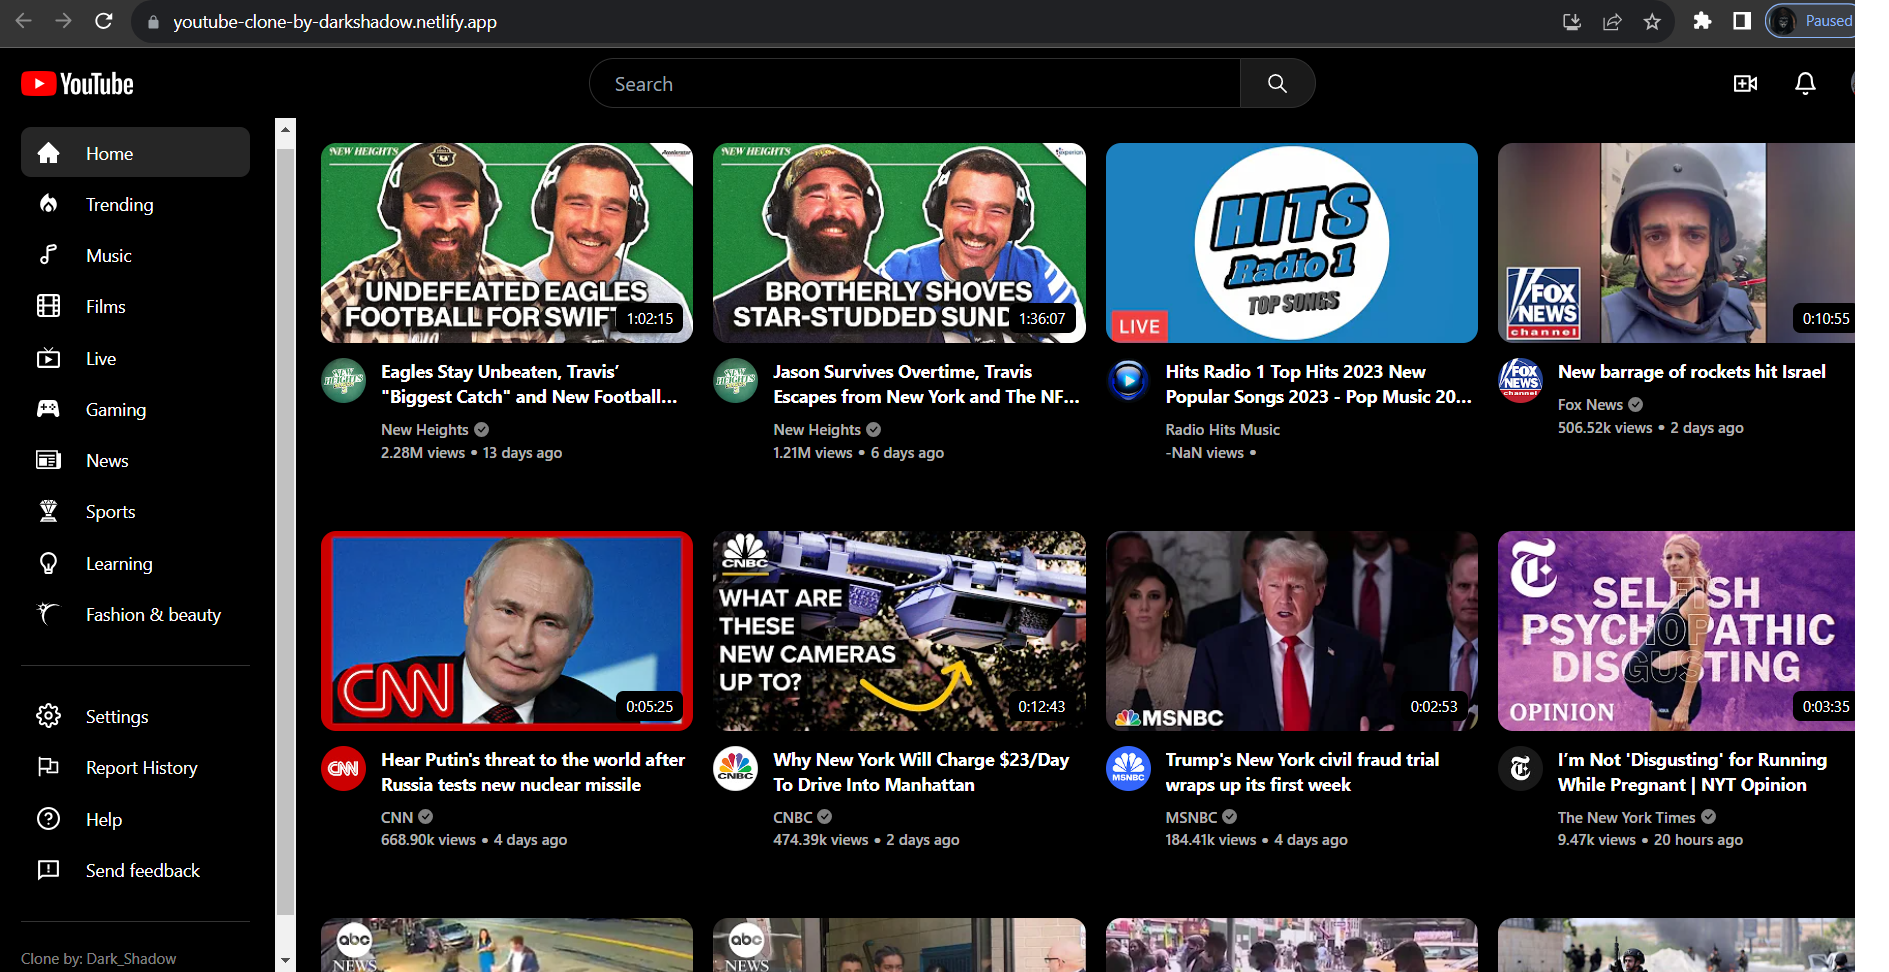 youtube-clone-by-darkshadow.netlify.app
Paused
YouTube
Search
Home
Trending
Music
Films
Live
Gaming
News
Sports
Learning
Fashion & beauty
Settings
Report History
Help
Send feedback
Clone by: Dark_Shadow
NEW HEIGHTS
UNDEFEATED EAGLES
FOOTBALL FOR SWIFT
1:02:15
Eagles Stay Unbeaten, Travis’
"Biggest Catch" and New Football...
New Heights
2.28M views • 13 days ago
NEW HEIGHTS
Experian
BROTHERLY SHOVES
STAR-STUDDED SUND
1:36:07
Jason Survives Overtime, Travis
Escapes from New York and The NF...
New Heights
1.21M views • 6 days ago
HITS
Radio 1
TOP SONGS
LIVE
Hits Radio 1 Top Hits 2023 New
Popular Songs 2023 - Pop Music 20...
Radio Hits Music
-NaN views •
FOX
NEWS
channel
0:10:55
FOX
NEWS
channel
New barrage of rockets hit Israel
Fox News
506.52k views • 2 days ago
CNN
0:05:25
CNN
Hear Putin's threat to the world after
Russia tests new nuclear missile
CNN
668.90k views • 4 days ago
CNBC
WHAT ARE
THESE
NEW CAMERAS
UP TO?
0:12:43
CNBC
Why New York Will Charge $23/Day
To Drive Into Manhattan
CNBC
474.39k views • 2 days ago
MSNBC
0:02:53
MSNBC
Trump's New York civil fraud trial
wraps up its first week
MSNBC
184.41k views • 4 days ago
T
SELFISH
PSYCHOPATHIC
DISGUSTING
OPINION
0:03:35
T
I’m Not 'Disgusting' for Running
While Pregnant | NYT Opinion
The New York Times
9.47k views • 20 hours ago
abc
NEWS
abc
NEWS